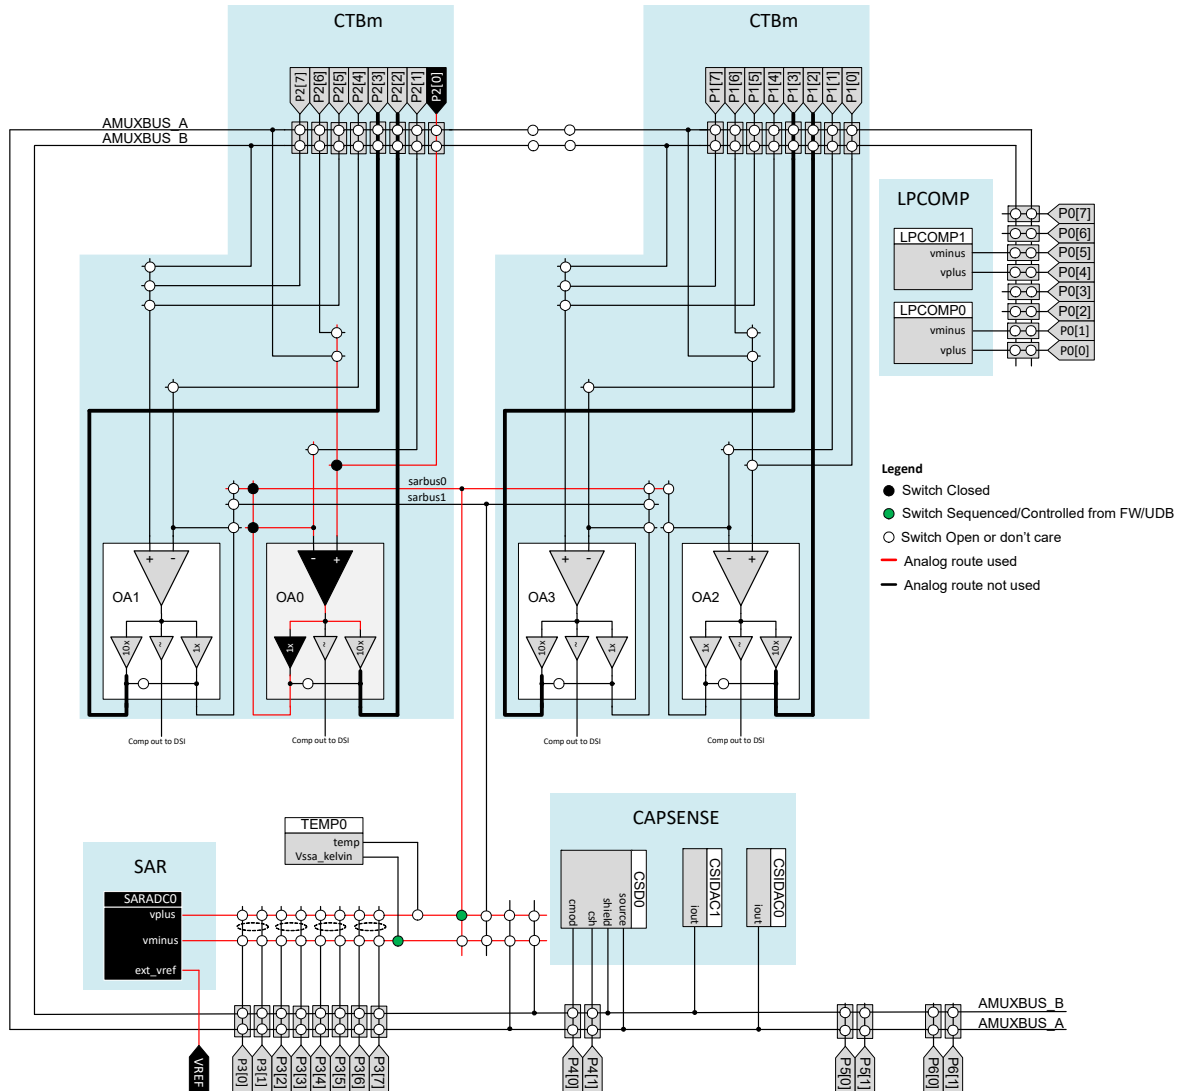 CTBm
CTBm
P2[7]
P2[6]
P2[5]
P2[4]
P2[3]
P2[2]
P2[1]
P2[0]
P1[7]
P1[6]
P1[5]
P1[4]
P1[3]
P1[2]
P1[1]
P1[0]
AMUXBUS_A
AMUXBUS_B
LPCOMP
LPCOMP1
vminus
vplus
LPCOMP0
vminus
vplus
P0[7]
P0[6]
P0[5]
P0[4]
P0[3]
P0[2]
P0[1]
P0[0]
sarbus0
sarbus1
Legend
Switch Closed
Switch Sequenced/Controlled from FW/UDB
Switch Open or don't care
Analog route used
Analog route not used
+ -
OA1
10x
~
1x
- +
OA0
1x
~
10x
+ -
OA3
10x
~
1x
- +
OA2
1x
~
10x
Comp out to DSI
Comp out to DSI
Comp out to DSI
Comp out to DSI
TEMP0
temp
Vssa_kelvin
SAR
SARADC0
vplus
vminus
ext_vref
CAPSENSE
CSD0
cmod
csh
shield
source
CSIDAC1
iout
CSIDAC0
iout
AMUXBUS_B
AMUXBUS_A
VREF
P3[0]
P3[1]
P3[2]
P3[3]
P3[4]
P3[5]
P3[6]
P3[7]
P4[0]
P4[1]
P5[0]
P5[1]
P6[0]
P6[1]